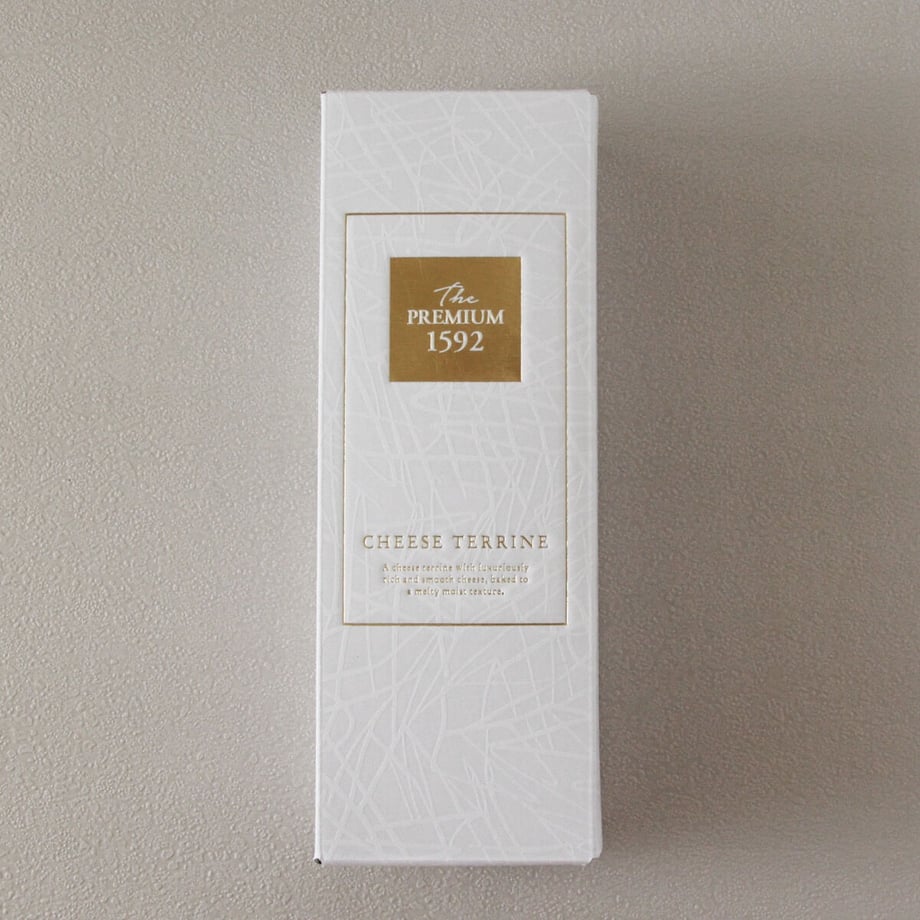 The
PREMIUM
1592
CHEESE TERRINE
A cheese terrine with luxuriously
rich and smooth cheese, baked to
a melty moist texture.